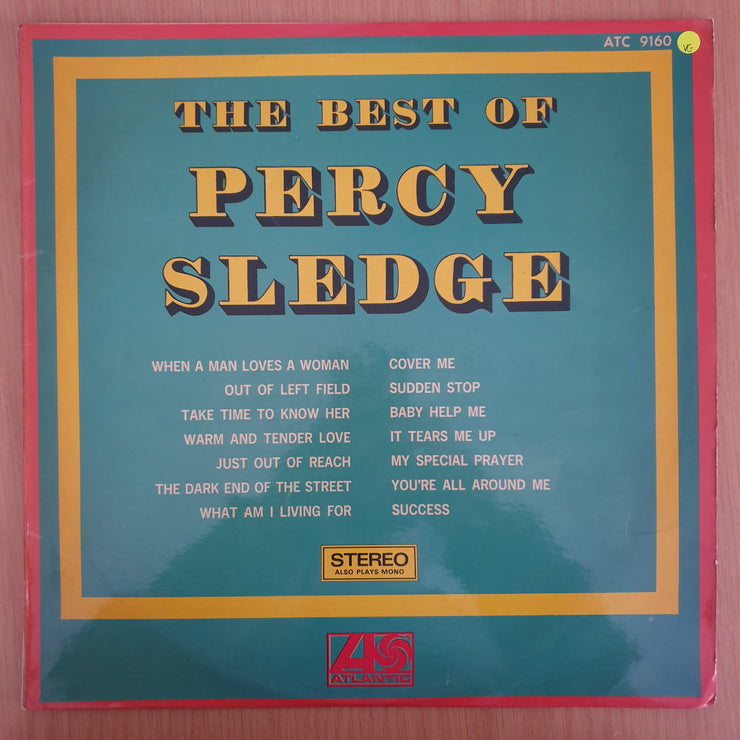 ATC 9160
VG
THE BEST OF
PERCY
SLEDGE
WHEN A MAN LOVES A WOMAN
OUT OF LEFT FIELD
TAKE TIME TO KNOW HER
WARM AND TENDER LOVE
JUST OUT OF REACH
THE DARK END OF THE STREET
WHAT AM I LIVING FOR
COVER ME
SUDDEN STOP
BABY HELP ME
IT TEARS ME UP
MY SPECIAL PRAYER
YOU'RE ALL AROUND ME
SUCCESS
STEREO
ALSO PLAYS MONO
ATLANTIC